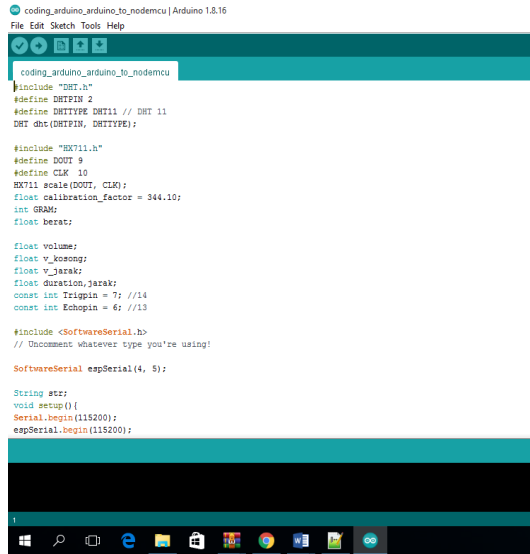 coding_arduino_arduino_to_nodemcu | Arduino 1.8.16
File Edit Sketch Tools Help
coding_arduino_arduino_to_nodemcu
#include "DHT.h"
#define DHTPIN 2
#define DHTTYPE DHT11 // DHT 11
DHT dht(DHTPIN, DHTTYPE);
#include "HX711.h"
#define DOUT 9
#define CLK  10
HX711 scale(DOUT, CLK);
float calibration_factor = 344.10;
int GRAM;
float berat;
float volume;
float v_kosong;
float v_jarak;
float duration,jarak;
const int Trigpin = 7; //14
const int Echopin = 6; //13
#include <SoftwareSerial.h>
// Uncomment whatever type you're using!
SoftwareSerial espSerial(4, 5);
String str;
void setup(){
Serial.begin(115200);
espSerial.begin(115200);
1